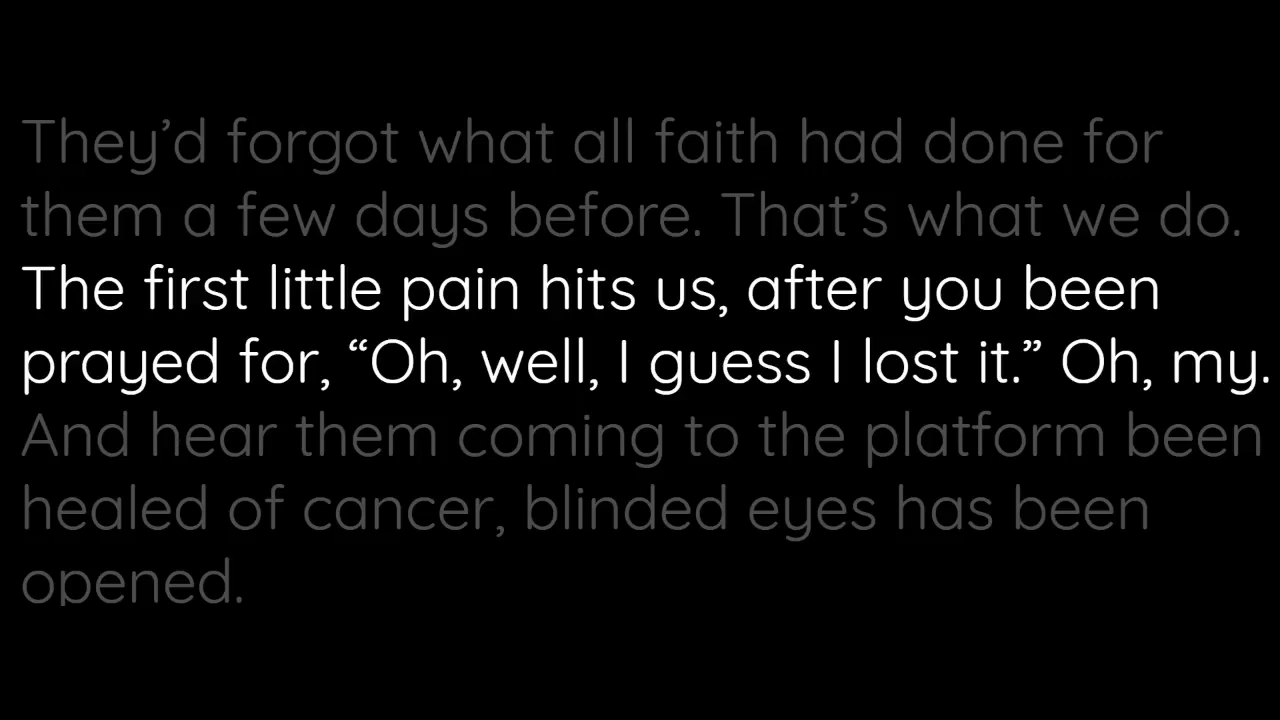 They’d forgot what all faith had done for
them a few days before. That’s what we do.
The first little pain hits us, after you been
prayed for, “Oh, well, I guess I lost it.” Oh, my.
And hear them coming to the platform been
healed of cancer, blinded eyes has been
opened.